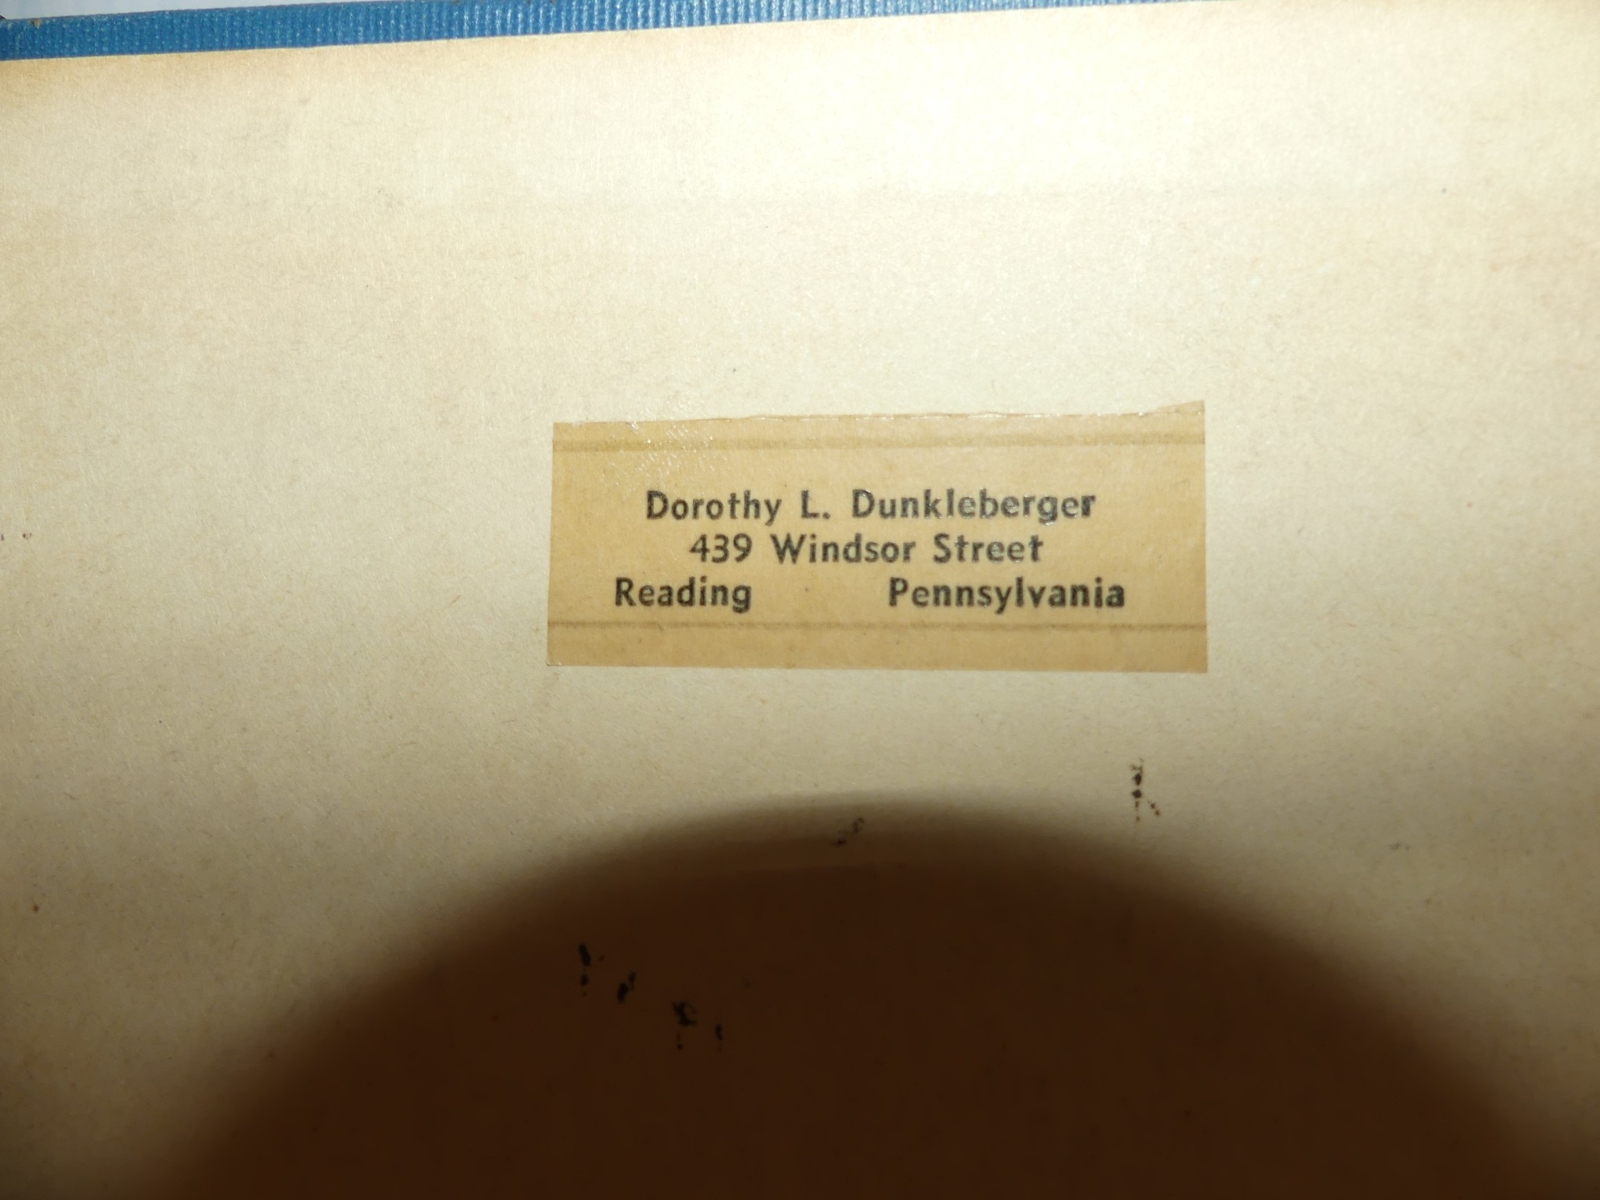 Dorothy L. Dunkleberger
439 Windsor Street
Reading Pennsylvania